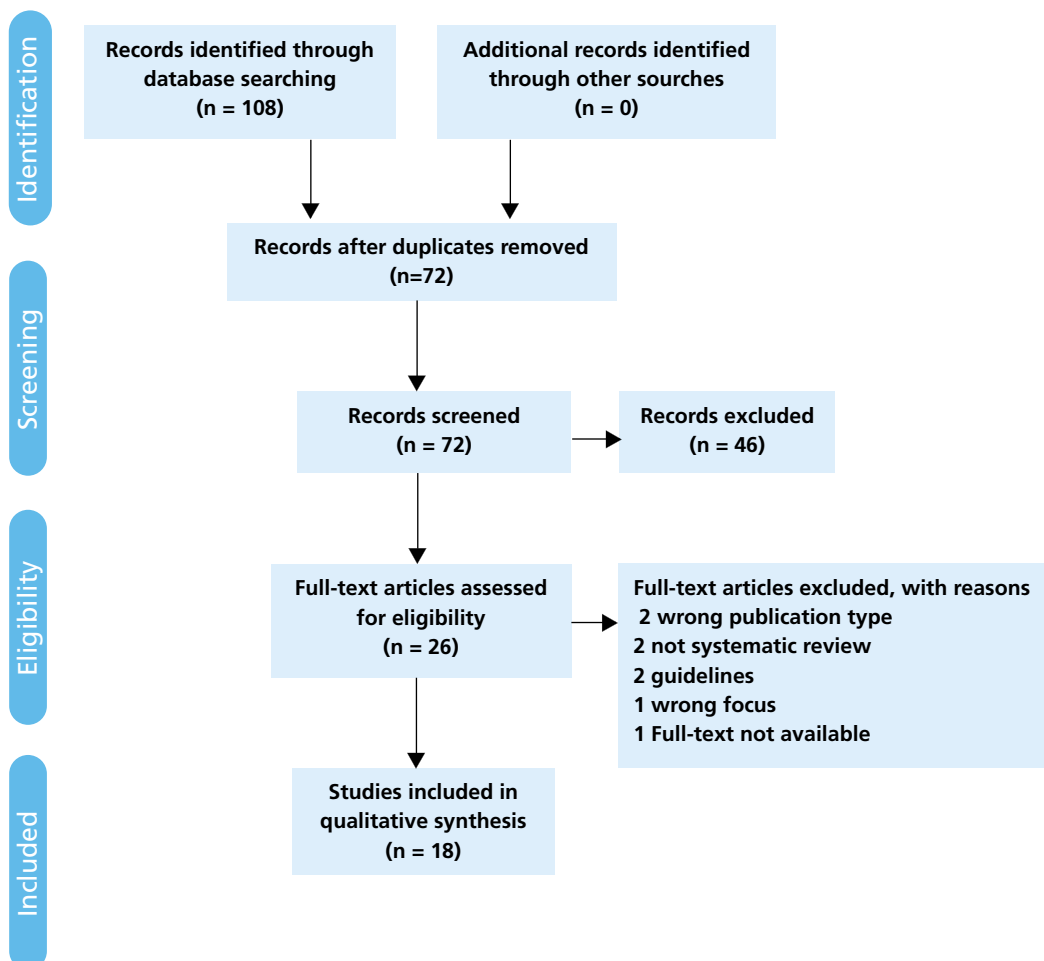 Identification
Records identified through
database searching
(n = 108)
Additional records identified
through other sourches
(n = 0)
Records after duplicates removed
(n=72)
Screening
Records screened
(n = 72)
Records excluded
(n = 46)
Eligibility
Full-text articles assessed
for eligibility
(n = 26)
Full-text articles excluded, with reasons
2 wrong publication type
2 not systematic review
2 guidelines
1 wrong focus
1 Full-text not available
Included
Studies included in
qualitative synthesis
(n = 18)